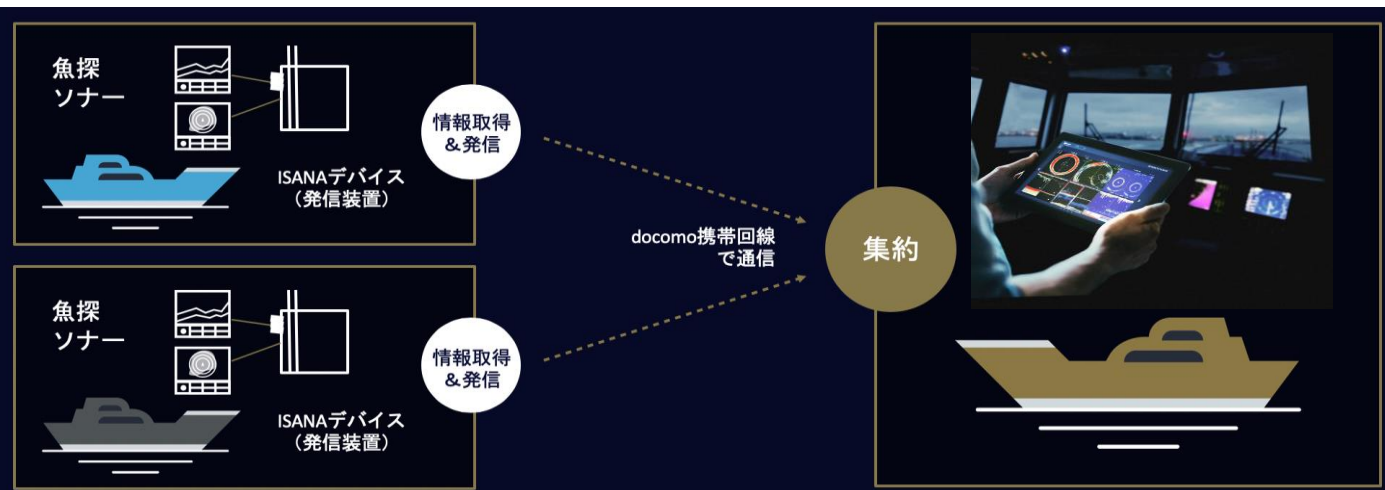 魚探
ソナー
ISANAデバイス
（発信装置）
情報取得
&発信
魚探
ソナー
ISANAデバイス
（発信装置）
情報取得
&発信
docomo携帯回線
で通信
集約